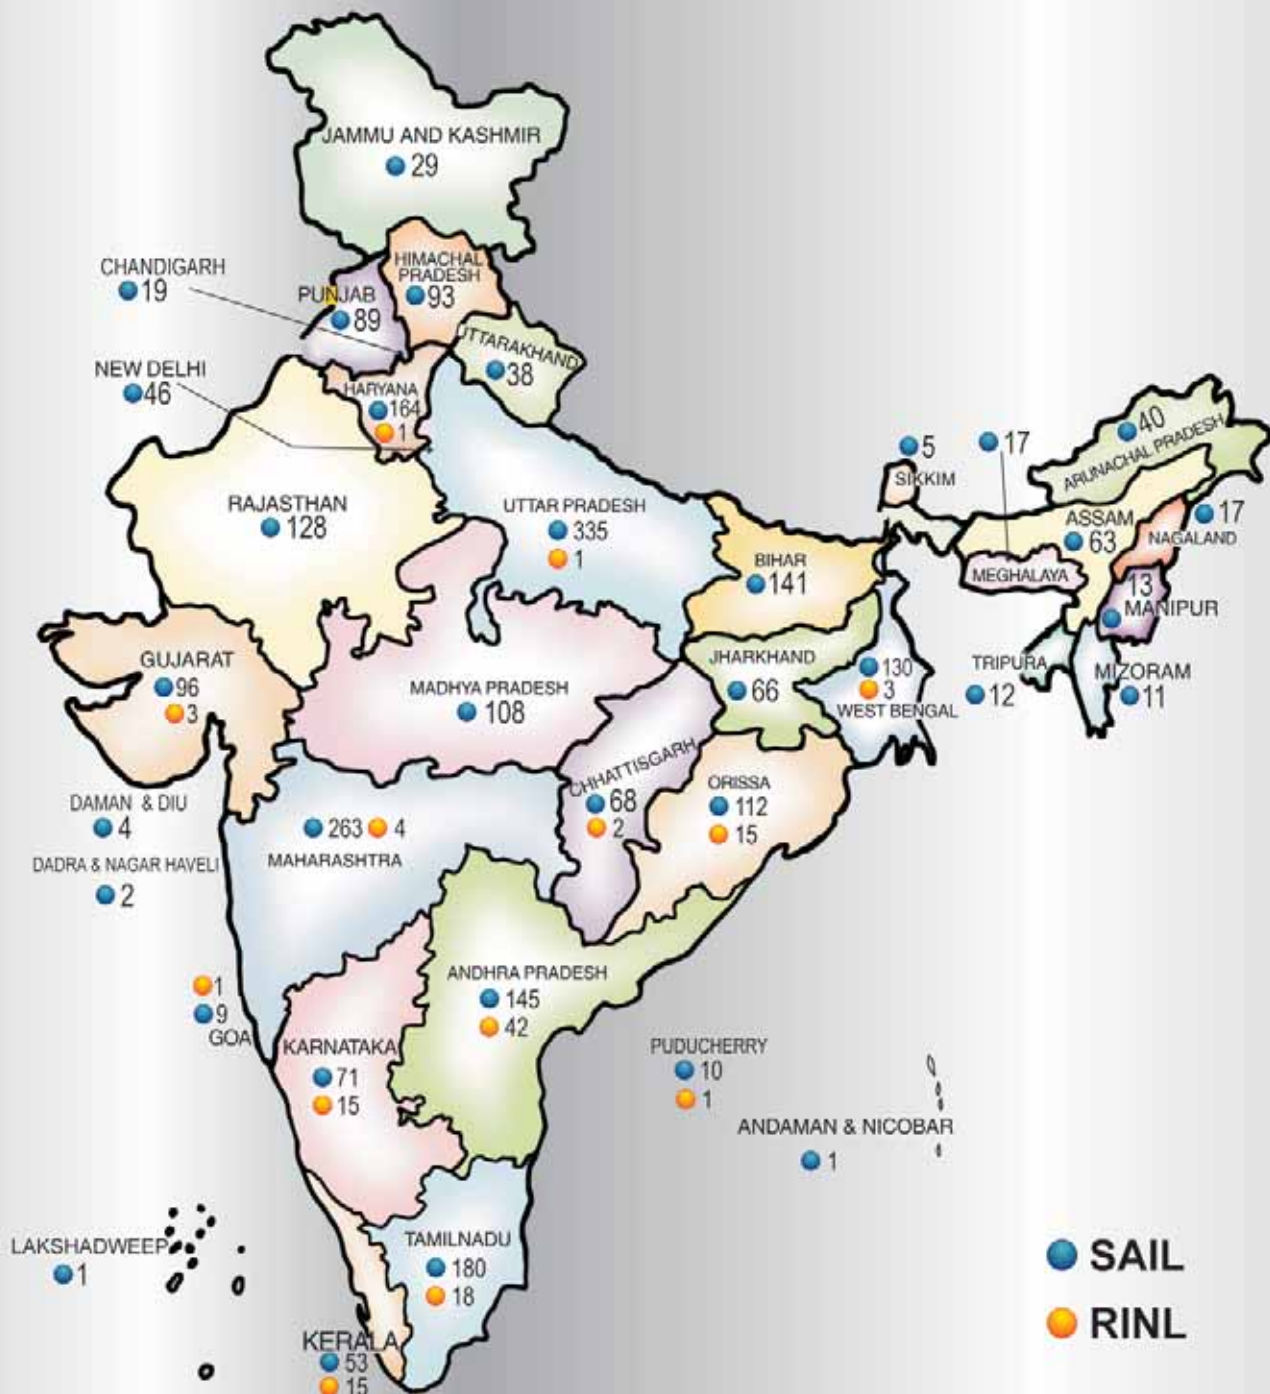 JAMMU AND KASHMIR
29
CHANDIGARH
19
HIMACHAL
PRADESH
93
PUNJAB
89
UTTARAKHAND
38
NEW DELHI
46
HARYANA
164
1
40
ARUNACHAL PRADESH
5
SIKKIM
17
RAJASTHAN
128
UTTAR PRADESH
335
1
ASSAM
63
17
NAGALAND
BIHAR
141
MEGHALAYA
13
MANIPUR
GUJARAT
96
3
MADHYA PRADESH
108
JHARKHAND
66
130
3
WEST BENGAL
TRIPURA
12
MIZORAM
11
CHHATTISGARH
68
2
ORISSA
112
15
DAMAN & DIU
4
263 4
MAHARASHTRA
DADRA & NAGAR HAVELI
2
ANDHRA PRADESH
145
42
1
9
GOA
KARNATAKA
71
15
PUDUCHERRY
10
1
ANDAMAN & NICOBAR
1
LAKSHADWEEP
1
TAMILNADU
180
18
KERALA
53
15
SAIL
RINL